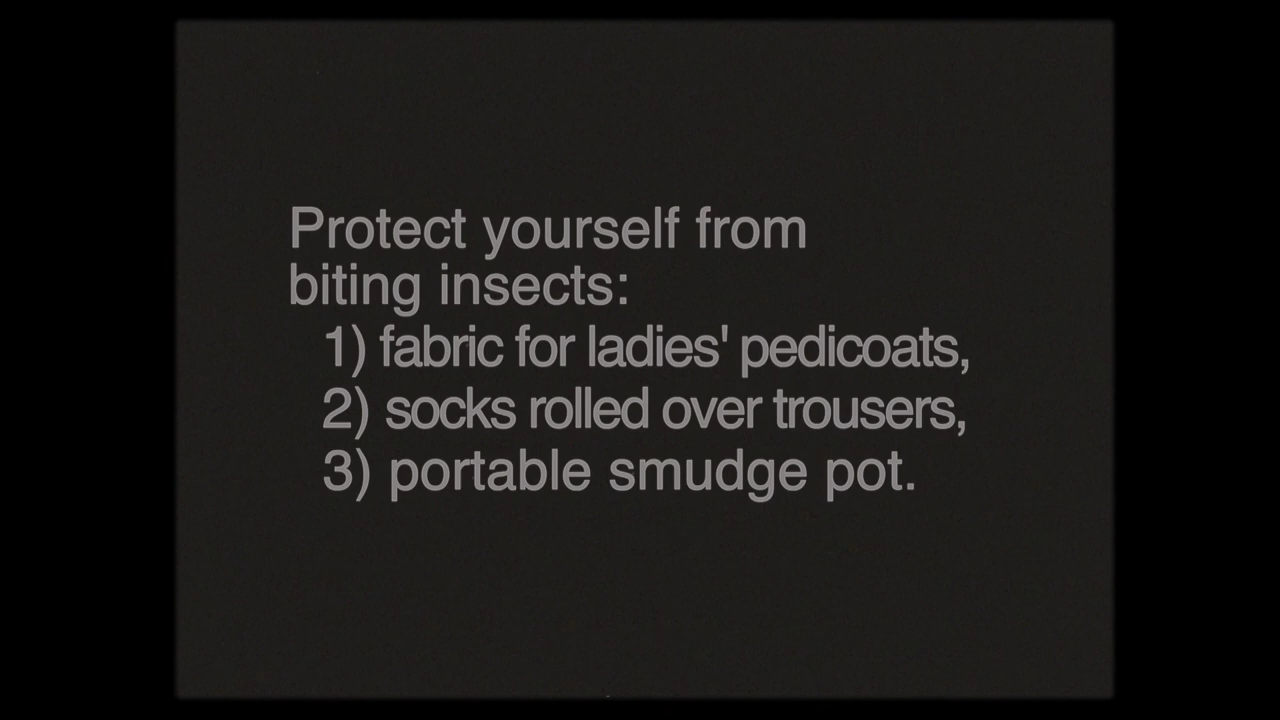 Protect yourself from
biting insects:
1) fabric for ladies' pedicoats,
2) socks rolled over trousers,
3) portable smudge pot.